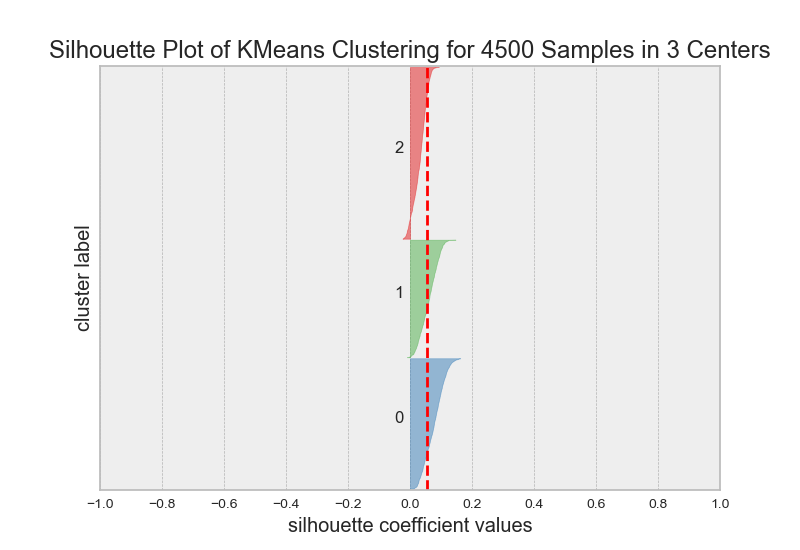 Silhouette Plot of KMeans Clustering for 4500 Samples in 3 Centers
cluster label
2
1
0
−1.0 −0.8 −0.6 −0.4 −0.2 0.0 0.2 0.4 0.6 0.8 1.0
silhouette coefficient values